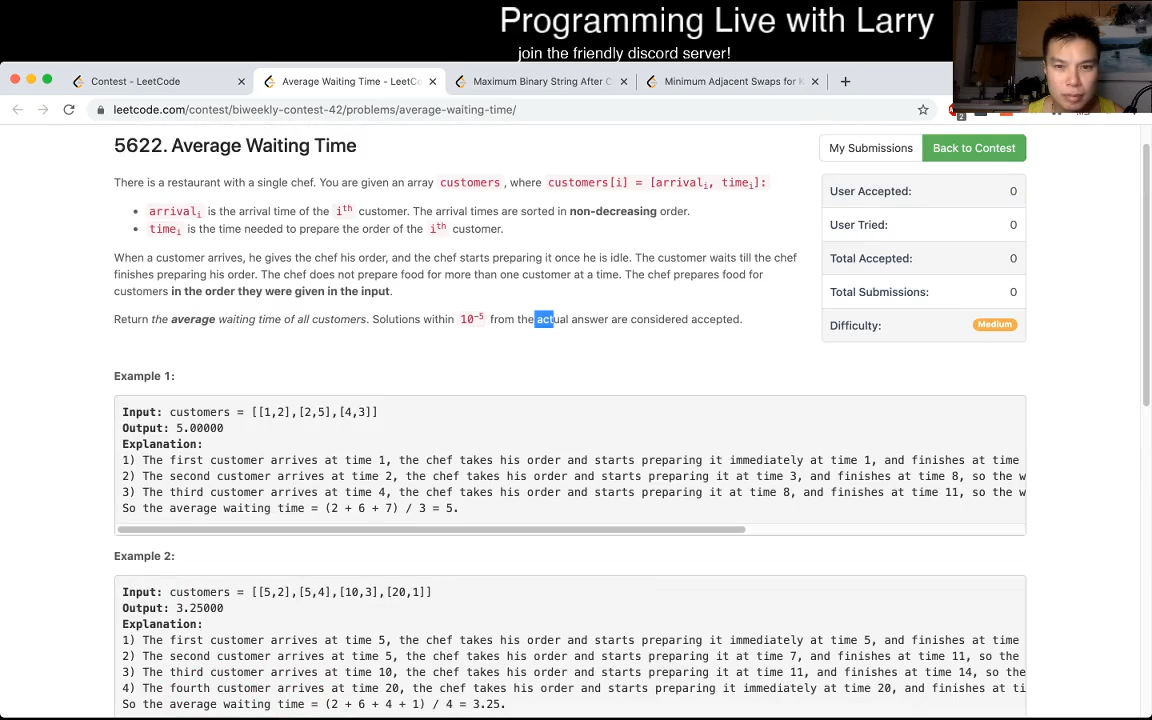 Programming Live with Larry
join the friendly discord server!
Contest - LeetCode
Average Waiting Time - LeetCo
Maximum Binary String After C
Minimum Adjacent Swaps for K
leetcode.com/contest/biweekly-contest-42/problems/average-waiting-time/
2
5622. Average Waiting Time
My Submissions
Back to Contest
There is a restaurant with a single chef. You are given an array customers , where customers[i] = [arrivalᵢ, timeᵢ]:
• arrivalᵢ is the arrival time of the iᵗʰ customer. The arrival times are sorted in non-decreasing order.
• timeᵢ is the time needed to prepare the order of the iᵗʰ customer.
When a customer arrives, he gives the chef his order, and the chef starts preparing it once he is idle. The customer waits till the chef
finishes preparing his order. The chef does not prepare food for more than one customer at a time. The chef prepares food for
customers in the order they were given in the input.
Return the average waiting time of all customers. Solutions within 10⁻⁵ from the actual answer are considered accepted.
User Accepted: 0
User Tried: 0
Total Accepted: 0
Total Submissions: 0
Difficulty: Medium
Example 1:
Input: customers = [[1,2],[2,5],[4,3]]
Output: 5.00000
Explanation:
1) The first customer arrives at time 1, the chef takes his order and starts preparing it immediately at time 1, and finishes at time
2) The second customer arrives at time 2, the chef takes his order and starts preparing it at time 3, and finishes at time 8, so the w
3) The third customer arrives at time 4, the chef takes his order and starts preparing it at time 8, and finishes at time 11, so the w
So the average waiting time = (2 + 6 + 7) / 3 = 5.
Example 2:
Input: customers = [[5,2],[5,4],[10,3],[20,1]]
Output: 3.25000
Explanation:
1) The first customer arrives at time 5, the chef takes his order and starts preparing it immediately at time 5, and finishes at time
2) The second customer arrives at time 5, the chef takes his order and starts preparing it at time 7, and finishes at time 11, so the
3) The third customer arrives at time 10, the chef takes his order and starts preparing it at time 11, and finishes at time 14, so the
4) The fourth customer arrives at time 20, the chef takes his order and starts preparing it immediately at time 20, and finishes at ti
So the average waiting time = (2 + 6 + 4 + 1) / 4 = 3.25.